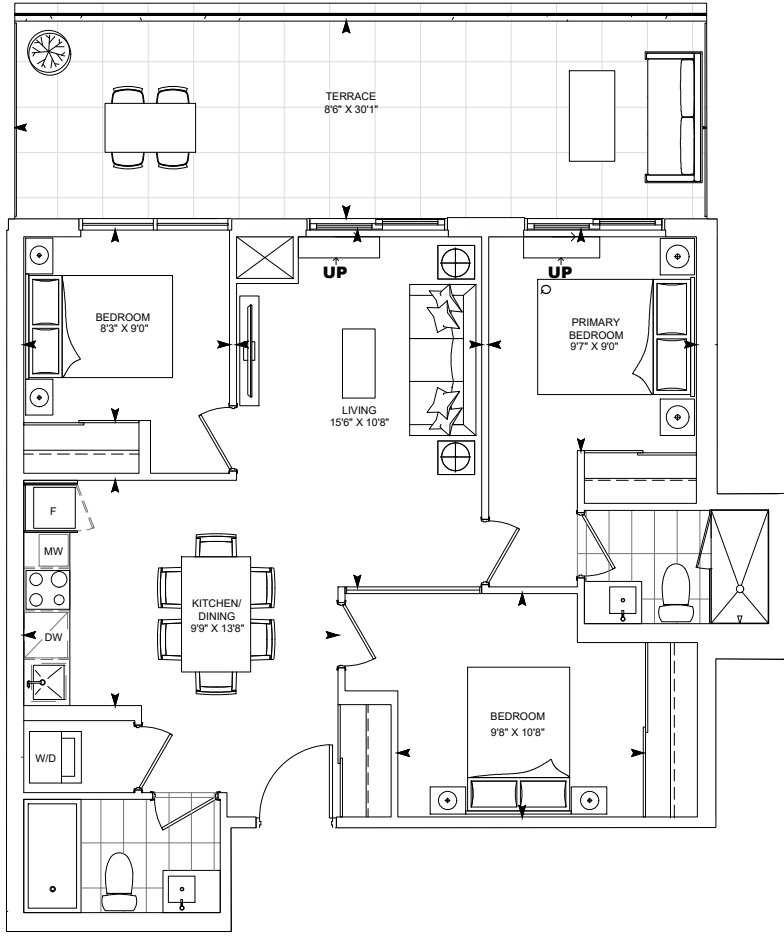 TERRACE
8'6" X 30'1"
UP
UP
BEDROOM
8'3" X 9'0"
PRIMARY
BEDROOM
9'7" X 9'0"
LIVING
15'6" X 10'8"
F
MW
KITCHEN/
DINING
9'9" X 13'8"
DW
BEDROOM
9'8" X 10'8"
W/D